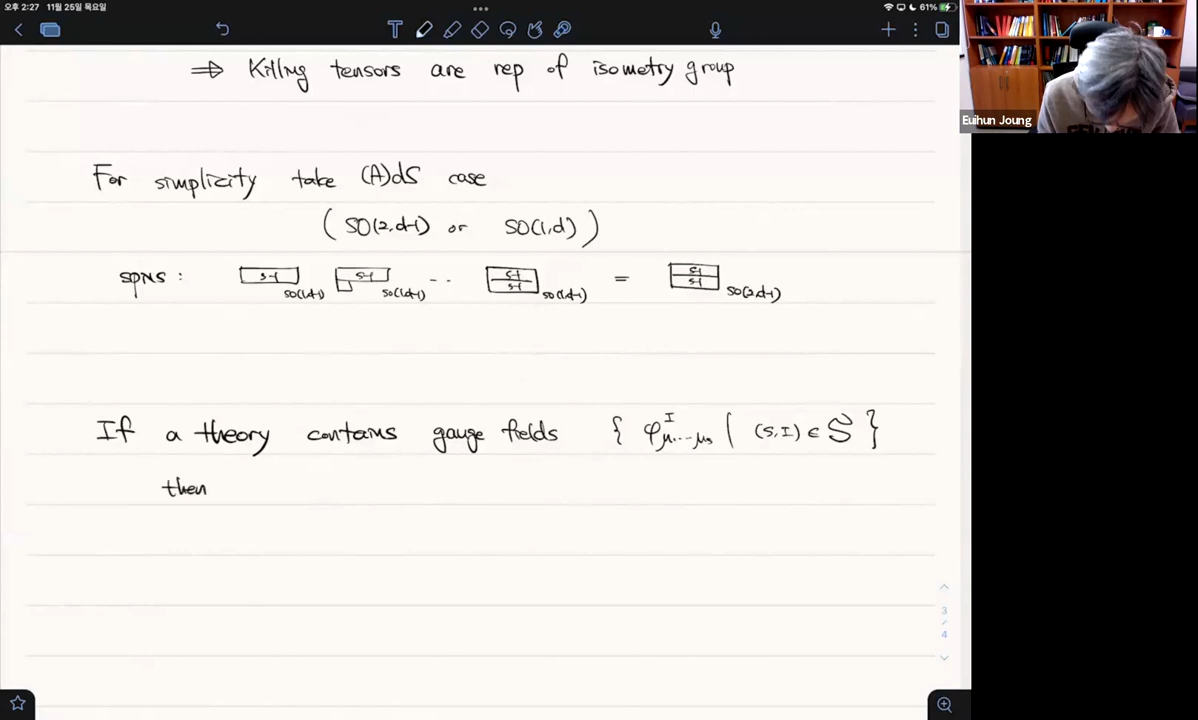 오후 2:27 11월 25일 목요일
61%
⇒ Killing tensors are rep of isometry group
Euihun Joung
For simplicity take (A)dS case
(SO(2,d-1) or SO(1,d))
spns : s-1 SO(1,d-1) s-1 SO(1,d-1) -- s-1 s-1 SO(1,d-1) = s-1 s-1 SO(2,d-1)
If a theory contains gauge fields { φ^I_μ₁...μs | (s,I) ∈ S }
then
3
/
4